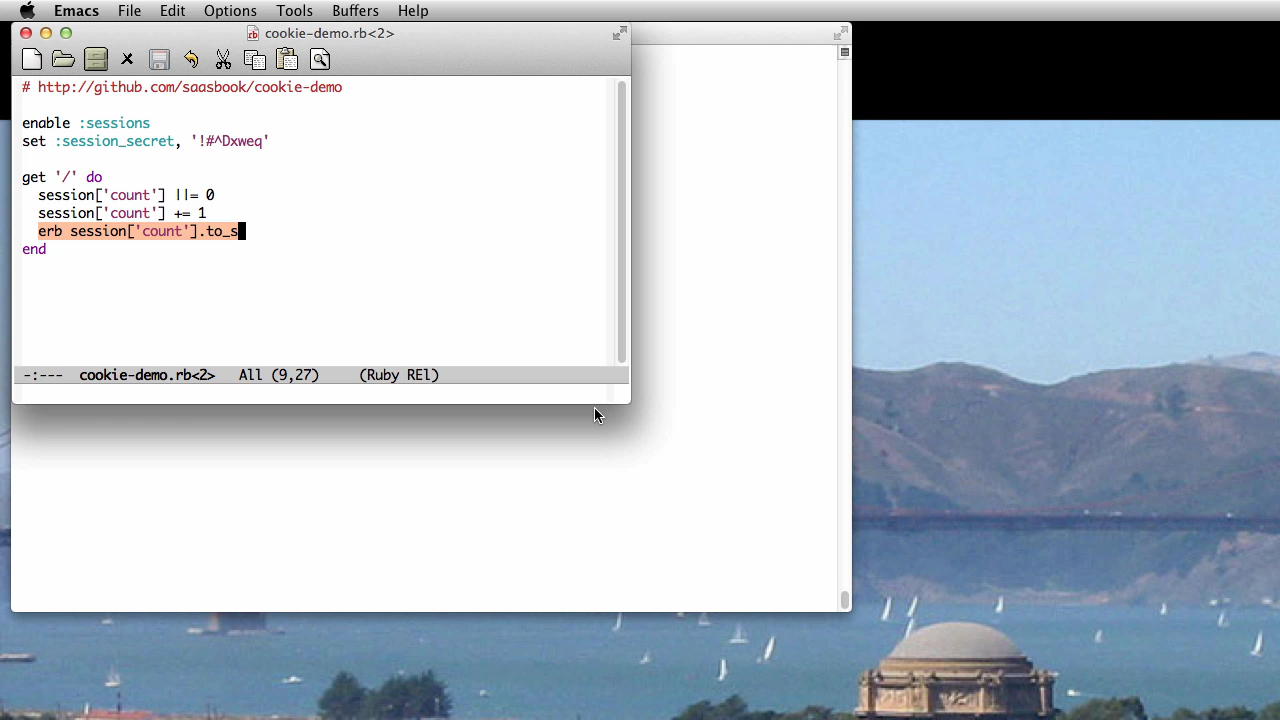 Emacs File Edit Options Tools Buffers Help
cookie-demo.rb<2>
# http://github.com/saasbook/cookie-demo
enable :sessions
set :session_secret, '!#^Dxweq'
get '/' do
session['count'] ||= 0
session['count'] += 1
erb session['count'].to_s
end
-:--- cookie-demo.rb<2> All (9,27) (Ruby REl)